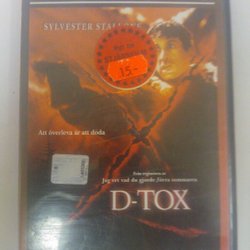 SYLVESTER STALLONE
15:-
Att överleva är att döda
Från regissören av
Jag vet vad du gjorde förra sommaren
D-TOX